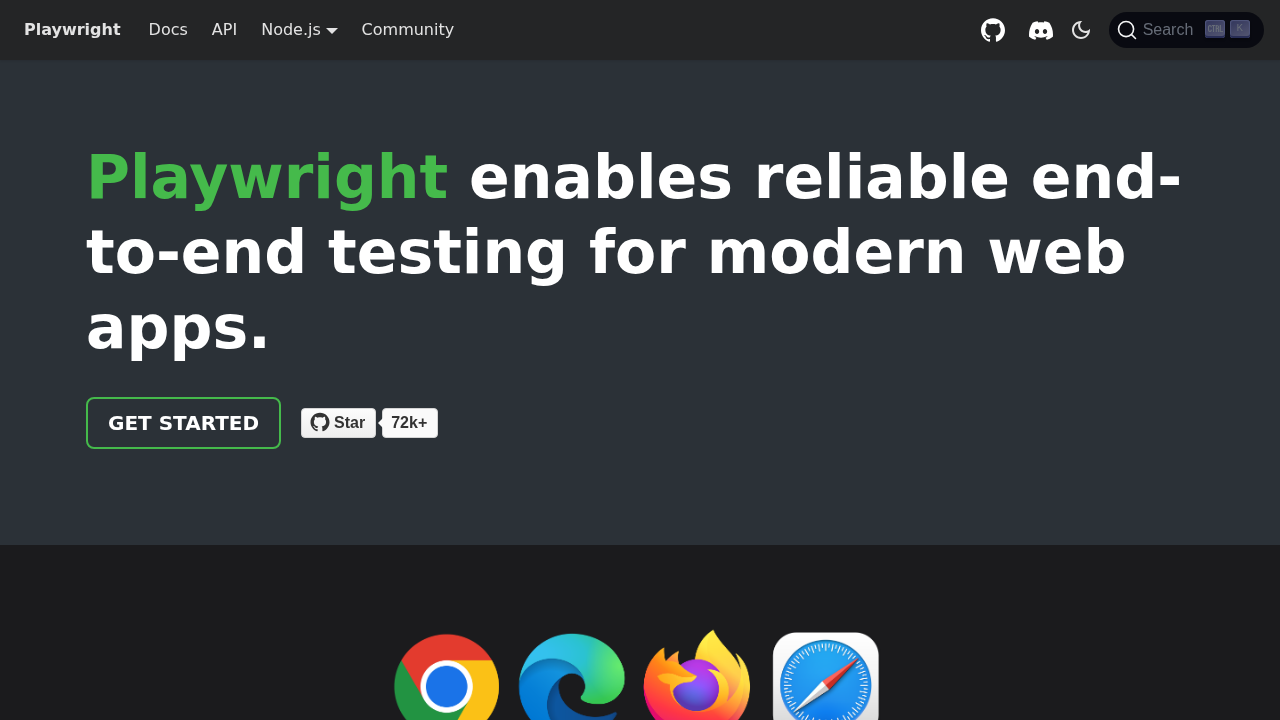 Playwright Docs API Node.js Community Search CTRL K
Playwright enables reliable end-
to-end testing for modern web
apps.
GET STARTED Star 72k+